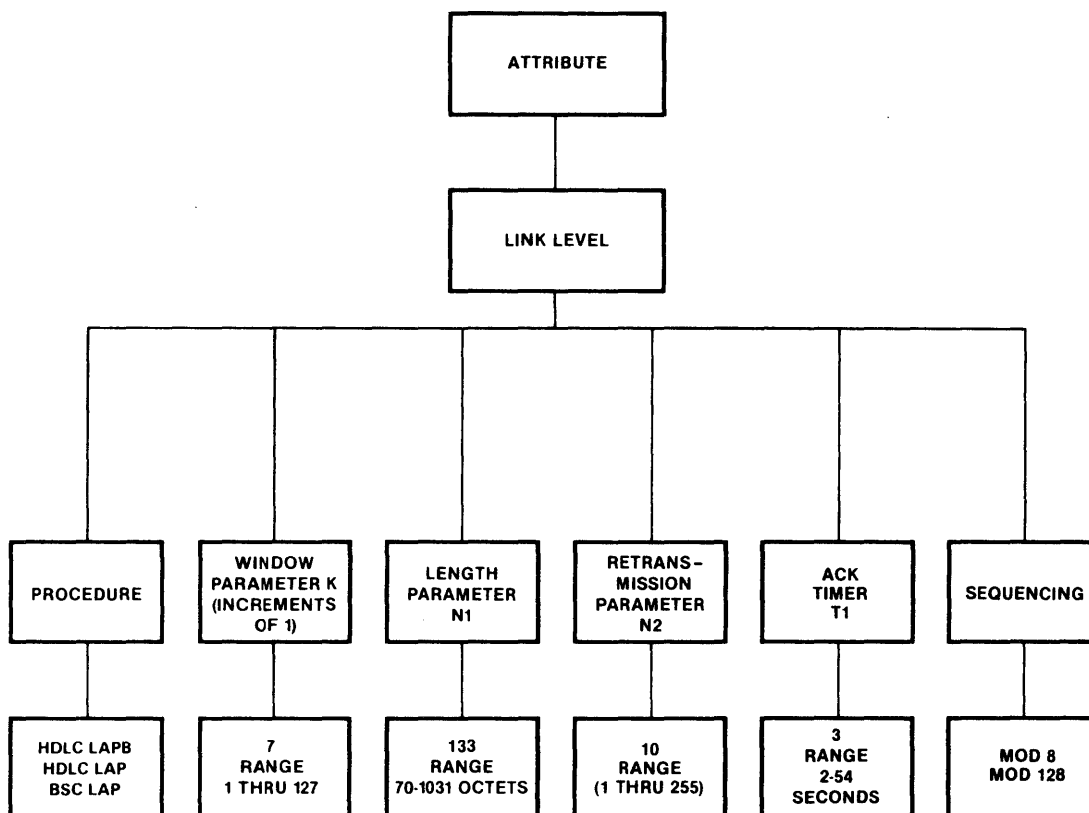 ATTRIBUTE
LINK LEVEL
PROCEDURE
WINDOW
PARAMETER K
(INCREMENTS
OF 1)
LENGTH
PARAMETER
N1
RETRANS-
MISSION
PARAMETER
N2
ACK
TIMER
T1
SEQUENCING
HDLC LAPB
HDLC LAP
BSC LAP
7
RANGE
1 THRU 127
133
RANGE
70-1031 OCTETS
10
RANGE
(1 THRU 255)
3
RANGE
2-54
SECONDS
MOD 8
MOD 128